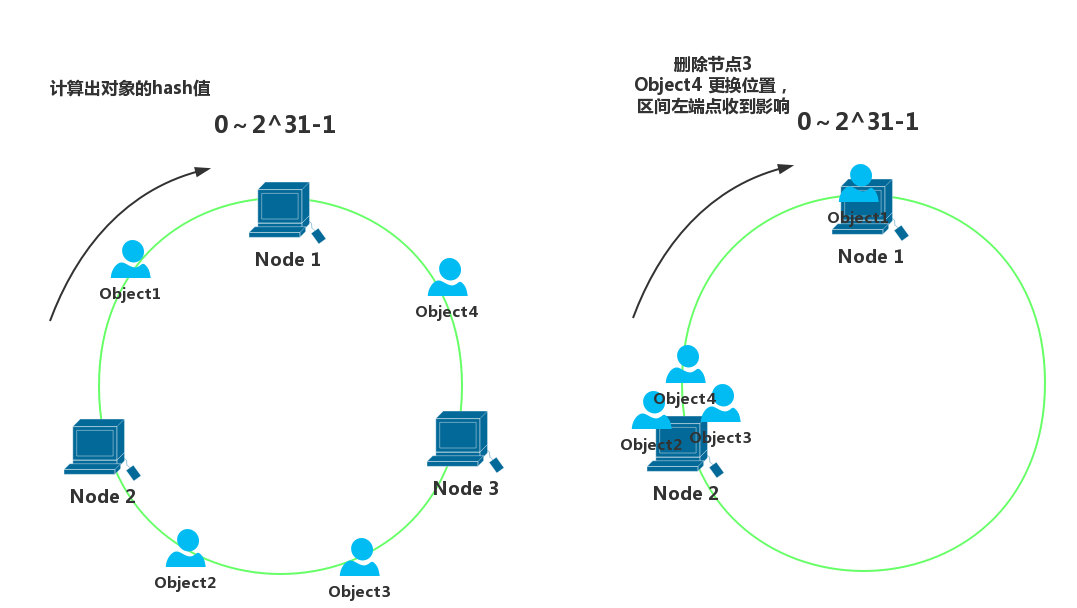 计算出对象的hash值
0～2^31-1
Node 1
Object1
Object4
Node 2
Node 3
Object2
Object3
删除节点3
Object4 更换位置，
区间左端点收到影响
0～2^31-1
Object1
Node 1
Object4
Object2
Object3
Node 2